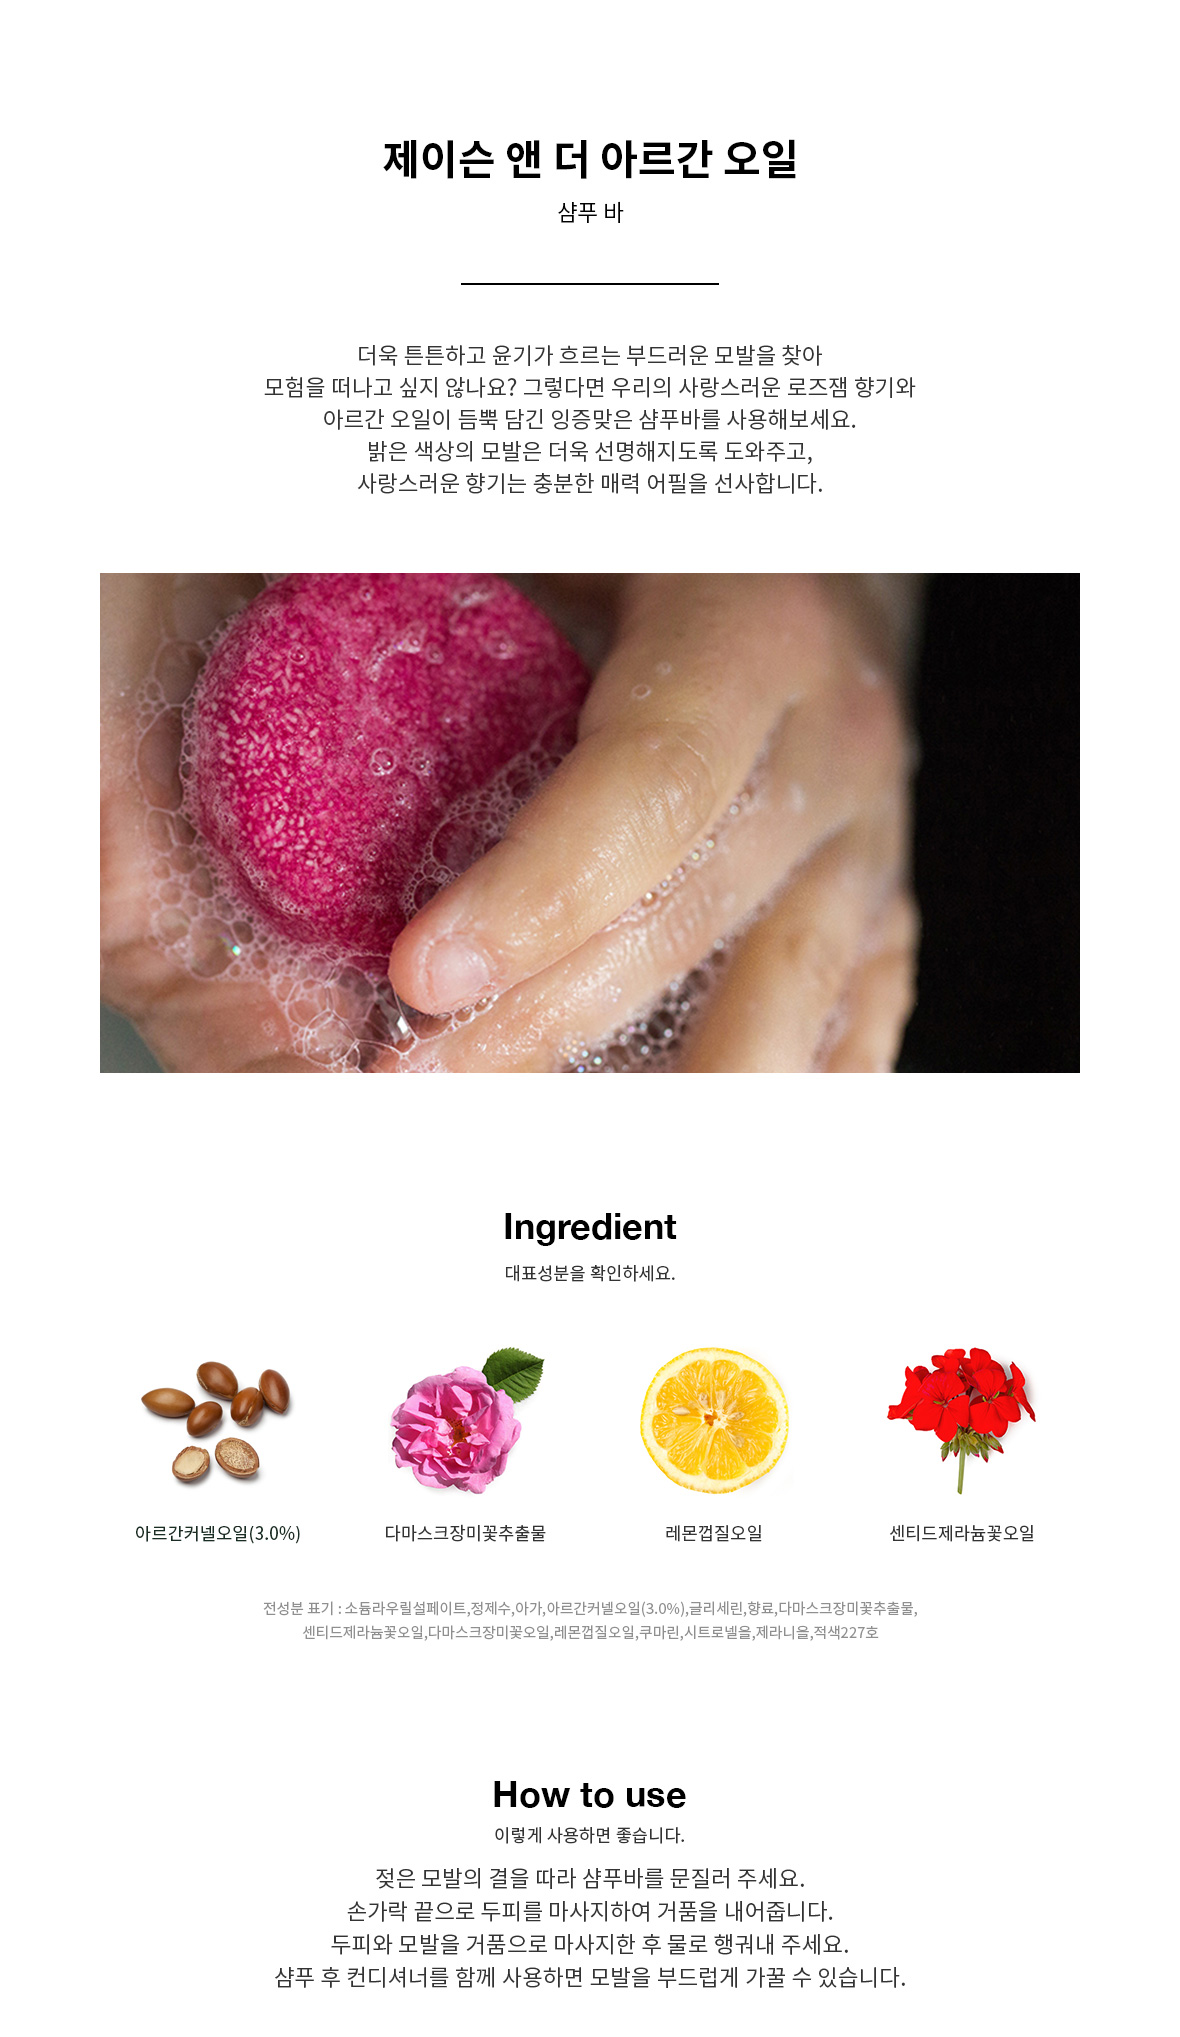 제이슨 앤 더 아르간 오일
샴푸 바
더욱 튼튼하고 윤기가 흐르는 부드러운 모발을 찾아
모험을 떠나고 싶지 않나요? 그렇다면 우리의 사랑스러운 로즈잼 향기와
아르간 오일이 듬뿍 담긴 잉증맞은 샴푸바를 사용해보세요.
밝은 색상의 모발은 더욱 선명해지도록 도와주고,
사랑스러운 향기는 충분한 매력 어필을 선사합니다.
Ingredient
대표성분을 확인하세요.
아르간커넬오일(3.0%)
다마스크장미꽃추출물
레몬껍질오일
센티드제라늄꽃오일
전성분 표기 : 소듐라우릴설페이트,정제수,아가,아르간커넬오일(3.0%),글리세린,향료,다마스크장미꽃추출물,
센티드제라늄꽃오일,다마스크장미꽃오일,레몬껍질오일,쿠마린,시트로넬올,제라니올,적색227호
How to use
이렇게 사용하면 좋습니다.
젖은 모발의 결을 따라 샴푸바를 문질러 주세요.
손가락 끝으로 두피를 마사지하여 거품을 내어줍니다.
두피와 모발을 거품으로 마사지한 후 물로 행궈내 주세요.
샴푸 후 컨디셔너를 함께 사용하면 모발을 부드럽게 가꿀 수 있습니다.